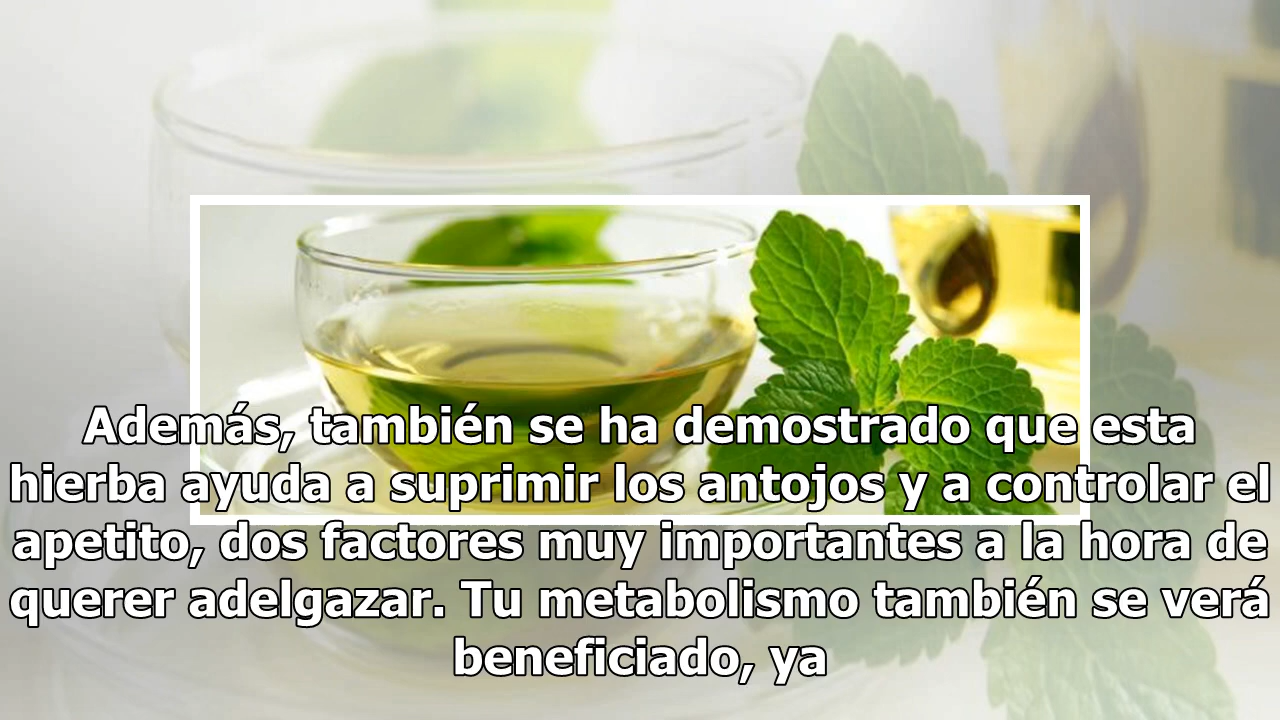 Además, también se ha demostrado que esta
hierba ayuda a suprimir los antojos y a controlar el
apetito, dos factores muy importantes a la hora de
querer adelgazar. Tu metabolismo también se verá
beneficiado, ya